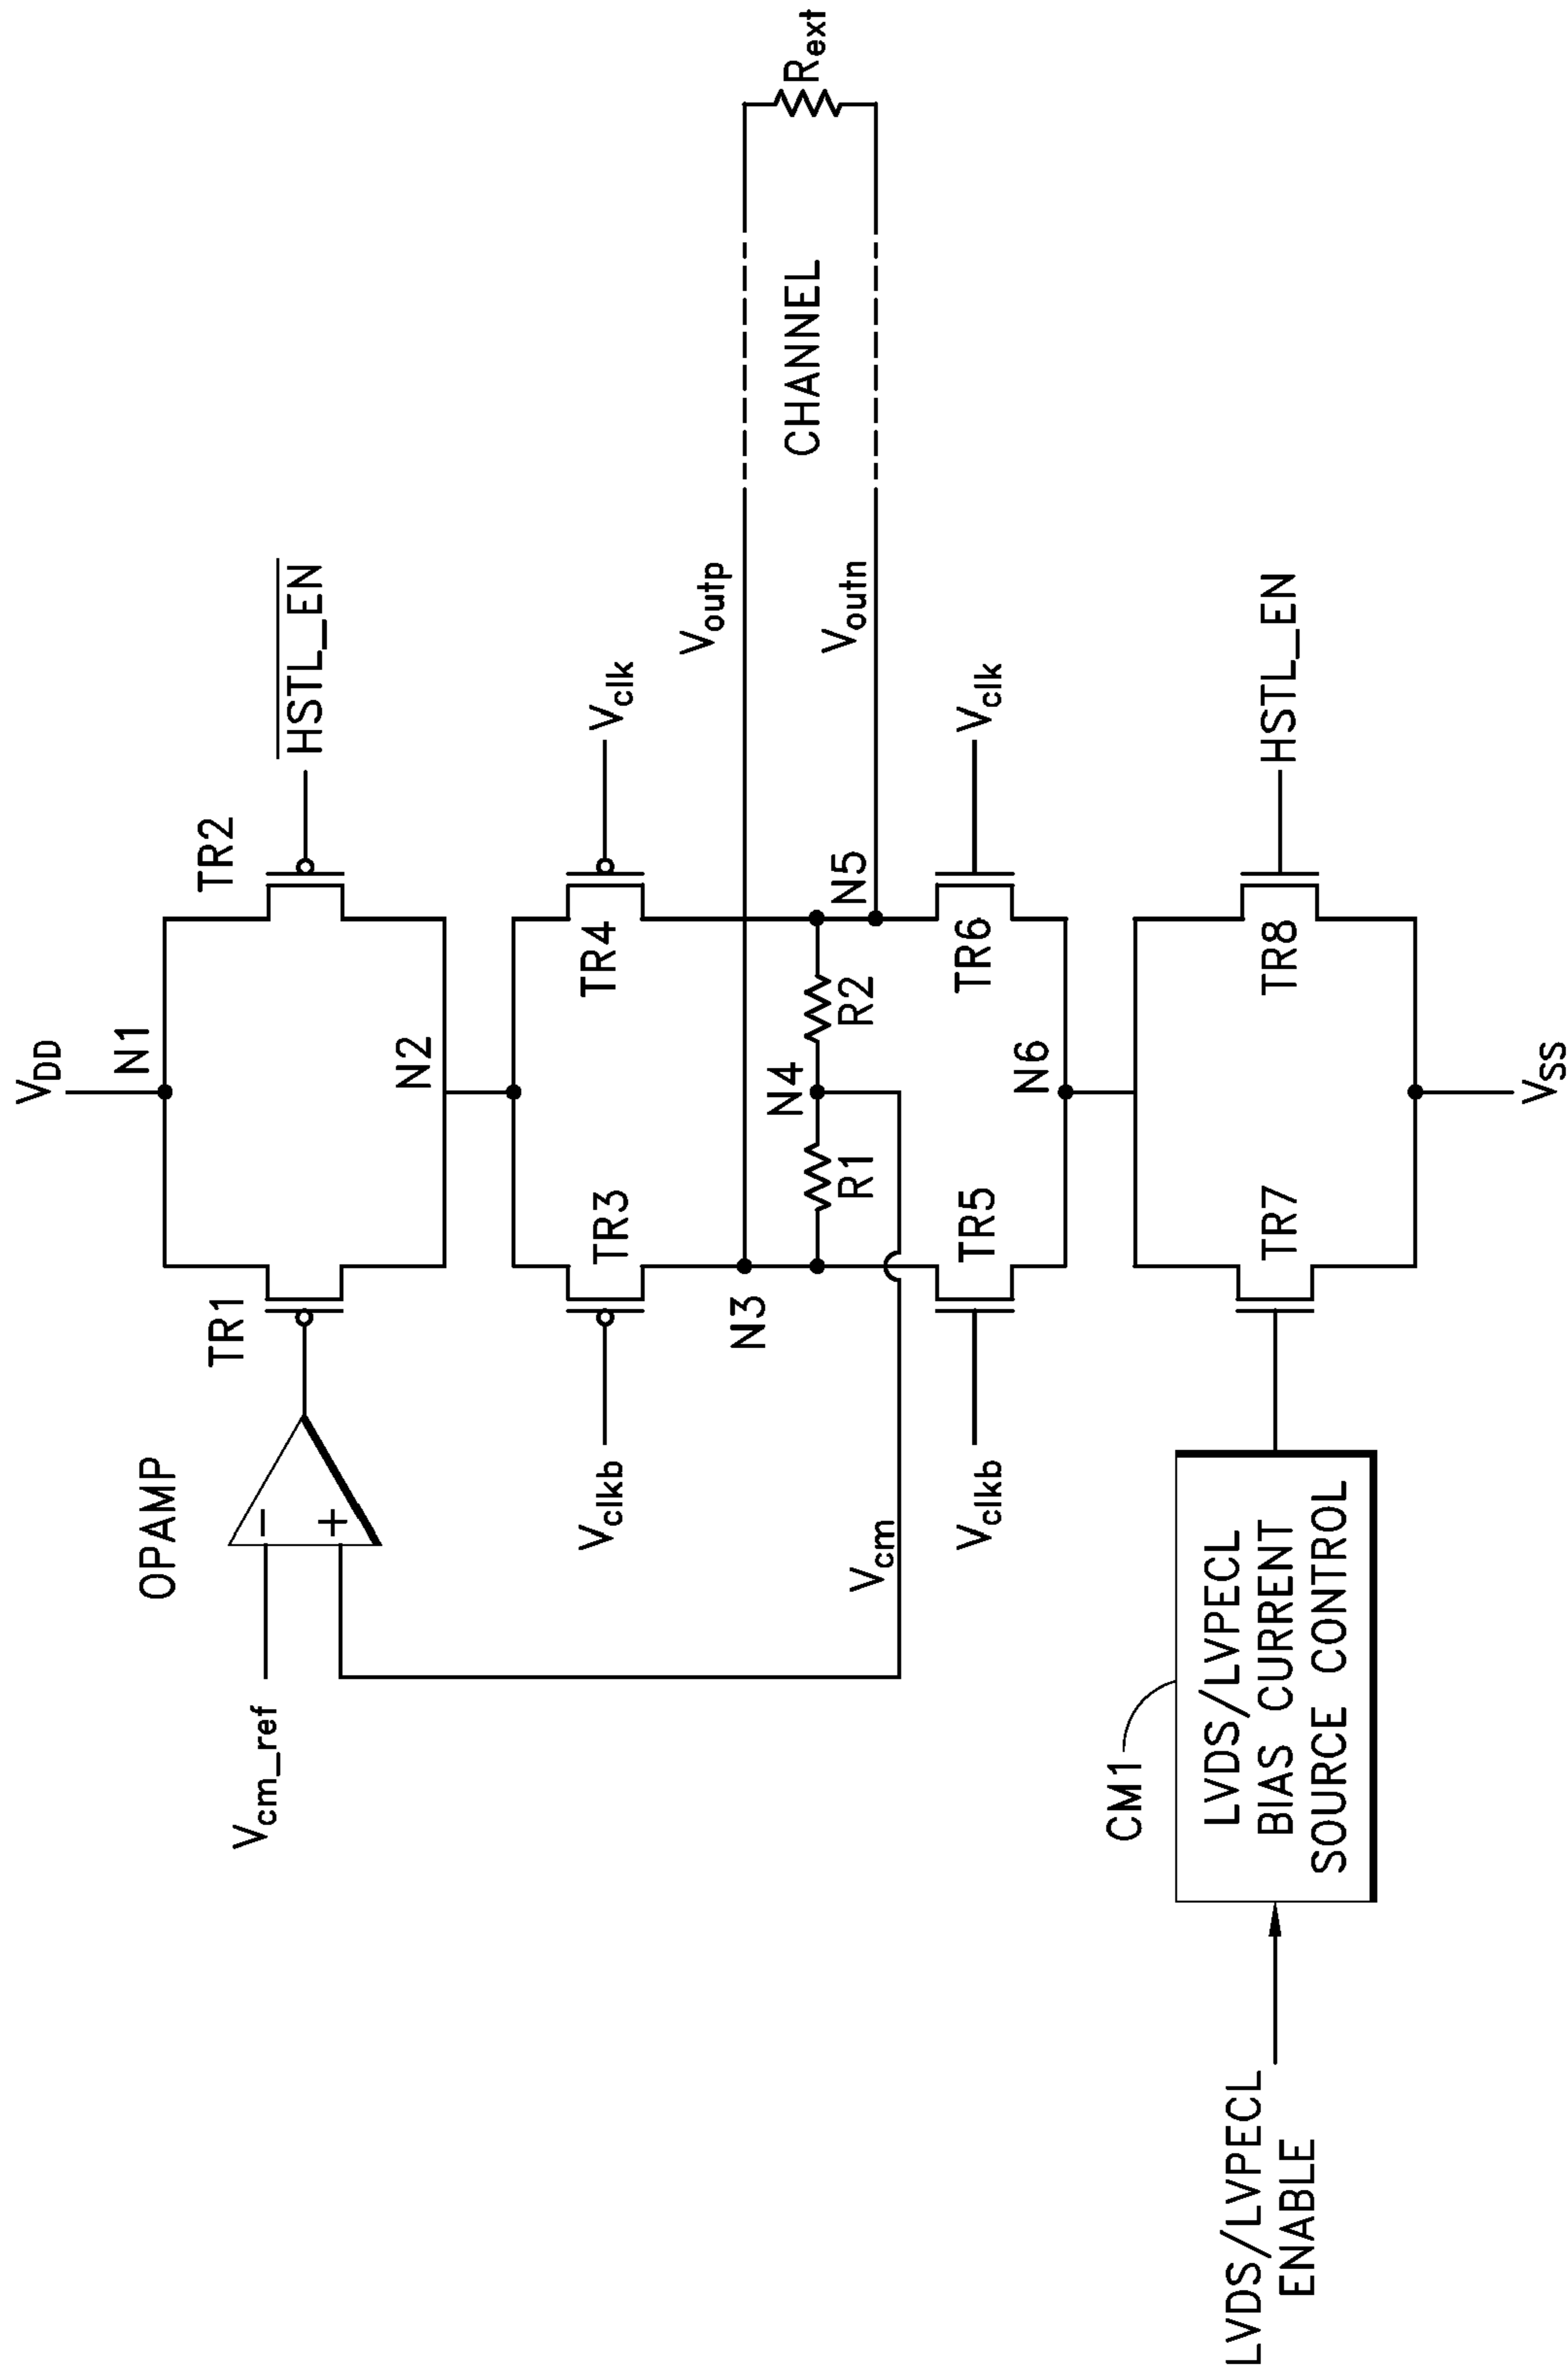 V_DD
N1
OPAMP
TR1
TR2
HSTL_EN
V_cm_ref
−
+
N2
V_clkb
TR3
TR4
V_clk
N3
V_outp
R_ext
N4
CHANNEL
R1
R2
N5
V_outn
V_cm
V_clkb
TR5
TR6
V_clk
N6
CM1
LVDS/LVPECL
BIAS CURRENT
SOURCE CONTROL
LVDS/LVPECL
ENABLE
TR7
TR8
HSTL_EN
V_SS